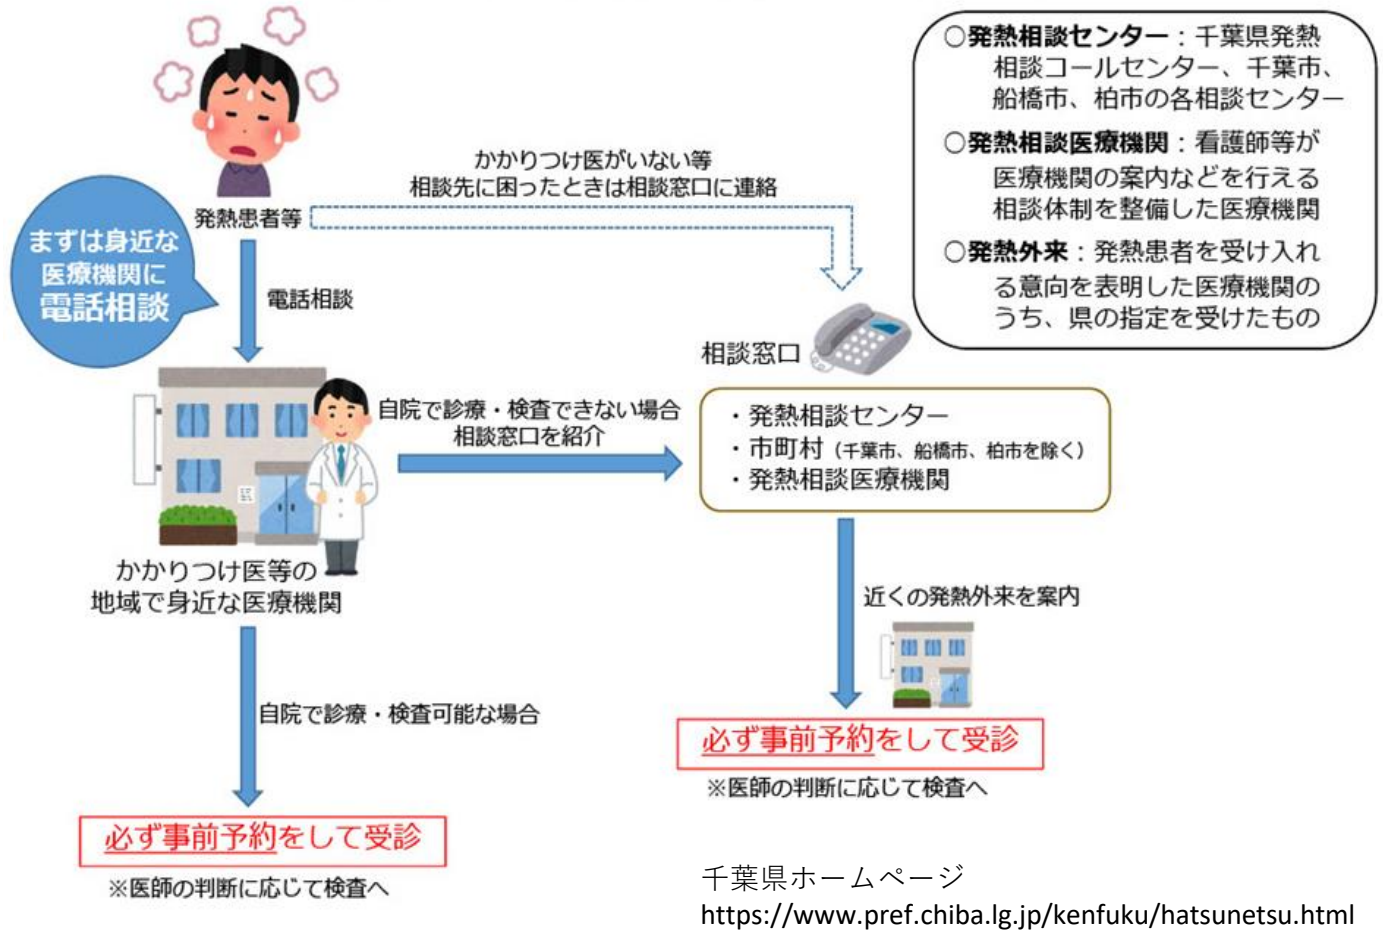 発熱患者等
まずは身近な
医療機関に
電話相談
電話相談
かかりつけ医がいない等
相談先に困ったときは相談窓口に連絡
○発熱相談センター：千葉県発熱
相談コールセンター、千葉市、
船橋市、柏市の各相談センター
○発熱相談医療機関：看護師等が
医療機関の案内などを行える
相談体制を整備した医療機関
○発熱外来：発熱患者を受け入れ
る意向を表明した医療機関の
うち、県の指定を受けたもの
相談窓口
自院で診療・検査できない場合
相談窓口を紹介
・発熱相談センター
・市町村（千葉市、船橋市、柏市を除く）
・発熱相談医療機関
かかりつけ医等の
地域で身近な医療機関
近くの発熱外来を案内
自院で診療・検査可能な場合
必ず事前予約をして受診
※医師の判断に応じて検査へ
必ず事前予約をして受診
※医師の判断に応じて検査へ
千葉県ホームページ
https://www.pref.chiba.lg.jp/kenfuku/hatsunetsu.html